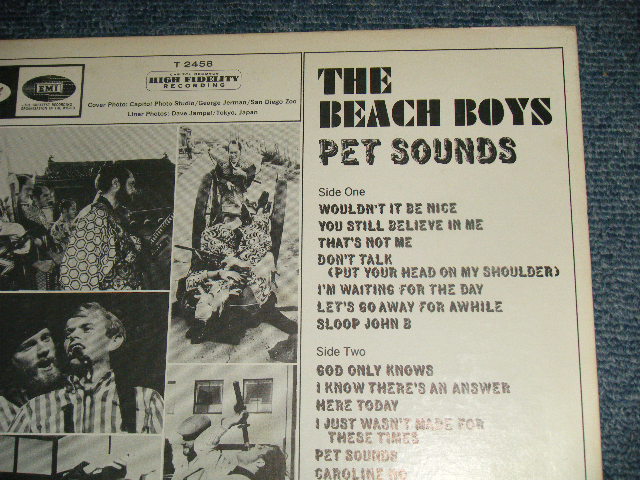 T 2458
EMI
CAPITOL RECORDS
HIGH FIDELITY
RECORDING
Cover Photo: Capitol Photo Studio/George Jerman/San Diego Zoo
Liner Photos: Dave Jampel/Tokyo, Japan
THE
BEACH BOYS
PET SOUNDS
Side One
WOULDN'T IT BE NICE
YOU STILL BELIEVE IN ME
THAT'S NOT ME
DON'T TALK
(PUT YOUR HEAD ON MY SHOULDER)
I'M WAITING FOR THE DAY
LET'S GO AWAY FOR AWHILE
SLOOP JOHN B
Side Two
GOD ONLY KNOWS
I KNOW THERE'S AN ANSWER
HERE TODAY
I JUST WASN'T MADE FOR
THESE TIMES
PET SOUNDS
CAROLINE NO